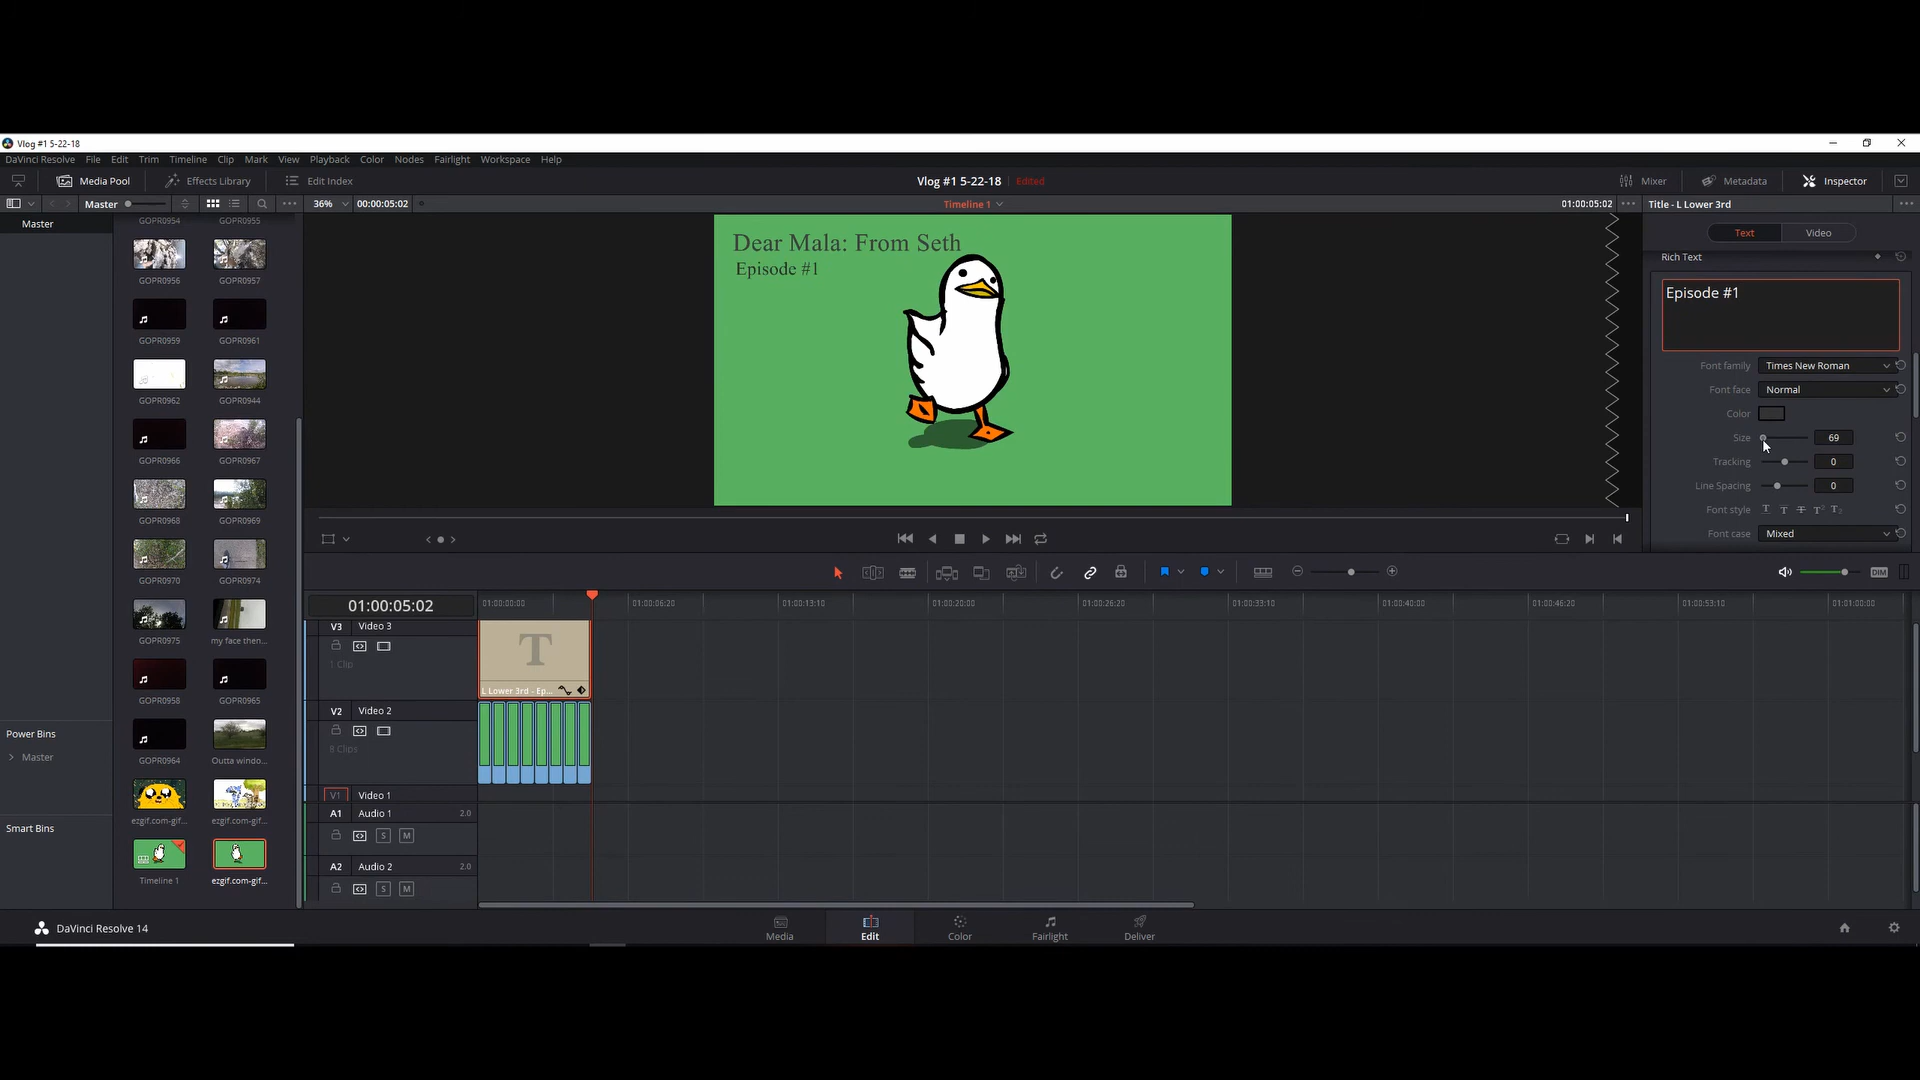 Vlog #1 5-22-18
DaVinci Resolve File Edit Trim Timeline Clip Mark View Playback Color Nodes Fairlight Workspace Help
Media Pool Effects Library Edit Index Vlog #1 5-22-18 Edited Mixer Metadata Inspector
Master 36% 00:00:05:02 Timeline 1 01:00:05:02 Title - L Lower 3rd
Master
GOPR0954 GOPR0955
GOPR0956 GOPR0957
GOPR0959 GOPR0961
GOPR0962 GOPR0944
GOPR0966 GOPR0967
GOPR0968 GOPR0969
GOPR0970 GOPR0974
GOPR0975 my face then...
GOPR0958 GOPR0965
GOPR0964 Outta windo...
ezgif.com-gif... ezgif.com-gif...
Timeline 1 ezgif.com-gif...
Power Bins
Master
Smart Bins
Dear Mala: From Seth
Episode #1
Text Video
Rich Text
Episode #1
Font family Times New Roman
Font face Normal
Color
Size 69
Tracking 0
Line Spacing 0
Font style T T T T T
Font case Mixed
DIM
01:00:05:02 01:00:00:00 01:00:06:20 01:00:13:10 01:00:20:00 01:00:26:20 01:00:33:10 01:00:40:00 01:00:46:20 01:00:53:10 01:01:00:00
V3 Video 3
1 Clip
T
L Lower 3rd - Ep...
V2 Video 2
8 Clips
V1 Video 1
A1 Audio 1 2.0
S M
A2 Audio 2 2.0
S M
DaVinci Resolve 14 Media Edit Color Fairlight Deliver